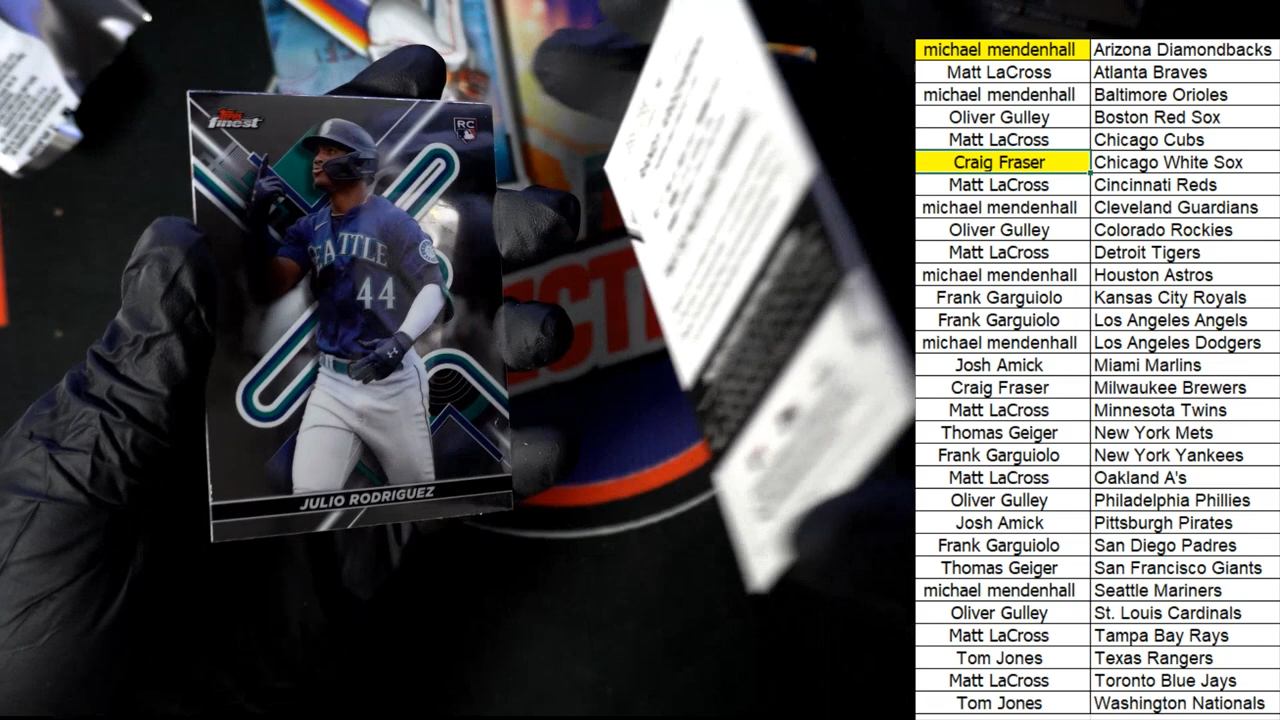 Topps
finest
RC
SEATTLE
44
JULIO RODRIGUEZ
michael mendenhall Arizona Diamondbacks
Matt LaCross Atlanta Braves
michael mendenhall Baltimore Orioles
Oliver Gulley Boston Red Sox
Matt LaCross Chicago Cubs
Craig Fraser Chicago White Sox
Matt LaCross Cincinnati Reds
michael mendenhall Cleveland Guardians
Oliver Gulley Colorado Rockies
Matt LaCross Detroit Tigers
michael mendenhall Houston Astros
Frank Garguiolo Kansas City Royals
Frank Garguiolo Los Angeles Angels
michael mendenhall Los Angeles Dodgers
Josh Amick Miami Marlins
Craig Fraser Milwaukee Brewers
Matt LaCross Minnesota Twins
Thomas Geiger New York Mets
Frank Garguiolo New York Yankees
Matt LaCross Oakland A's
Oliver Gulley Philadelphia Phillies
Josh Amick Pittsburgh Pirates
Frank Garguiolo San Diego Padres
Thomas Geiger San Francisco Giants
michael mendenhall Seattle Mariners
Oliver Gulley St. Louis Cardinals
Matt LaCross Tampa Bay Rays
Tom Jones Texas Rangers
Matt LaCross Toronto Blue Jays
Tom Jones Washington Nationals